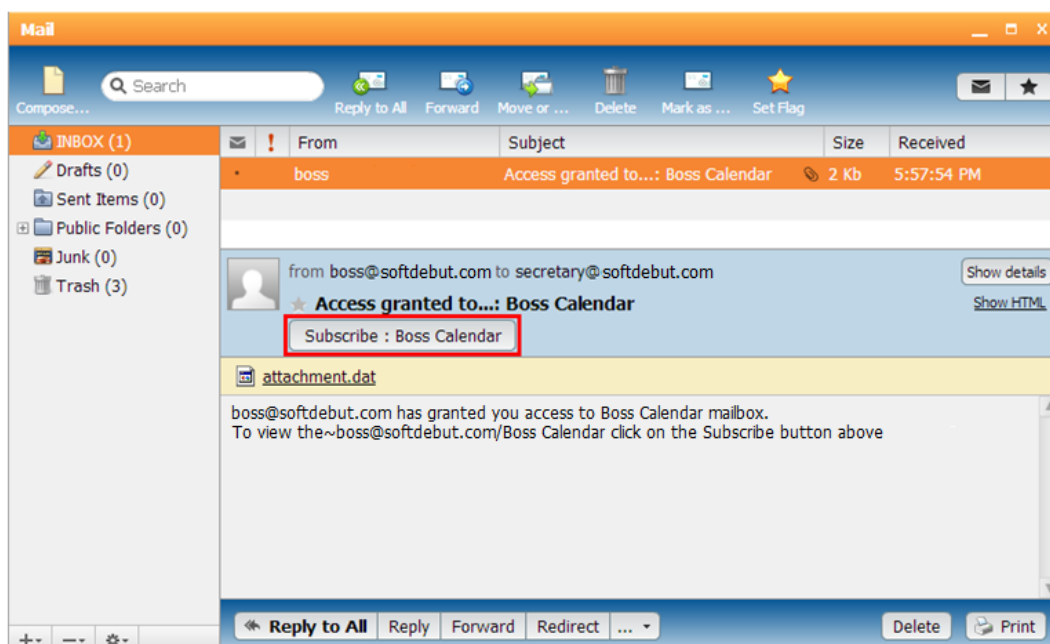 Mail
Compose...
Search
Reply to All
Forward
Move or ...
Delete
Mark as ...
Set Flag
INBOX (1)
Drafts (0)
Sent Items (0)
Public Folders (0)
Junk (0)
Trash (3)
! From Subject Size Received
boss Access granted to...: Boss Calendar 2 Kb 5:57:54 PM
from boss@softdebut.com to secretary@softdebut.com
Show details
Access granted to...: Boss Calendar
Show HTML
Subscribe : Boss Calendar
attachment.dat
boss@softdebut.com has granted you access to Boss Calendar mailbox.
To view the~boss@softdebut.com/Boss Calendar click on the Subscribe button above
Reply to All Reply Forward Redirect ... Delete Print